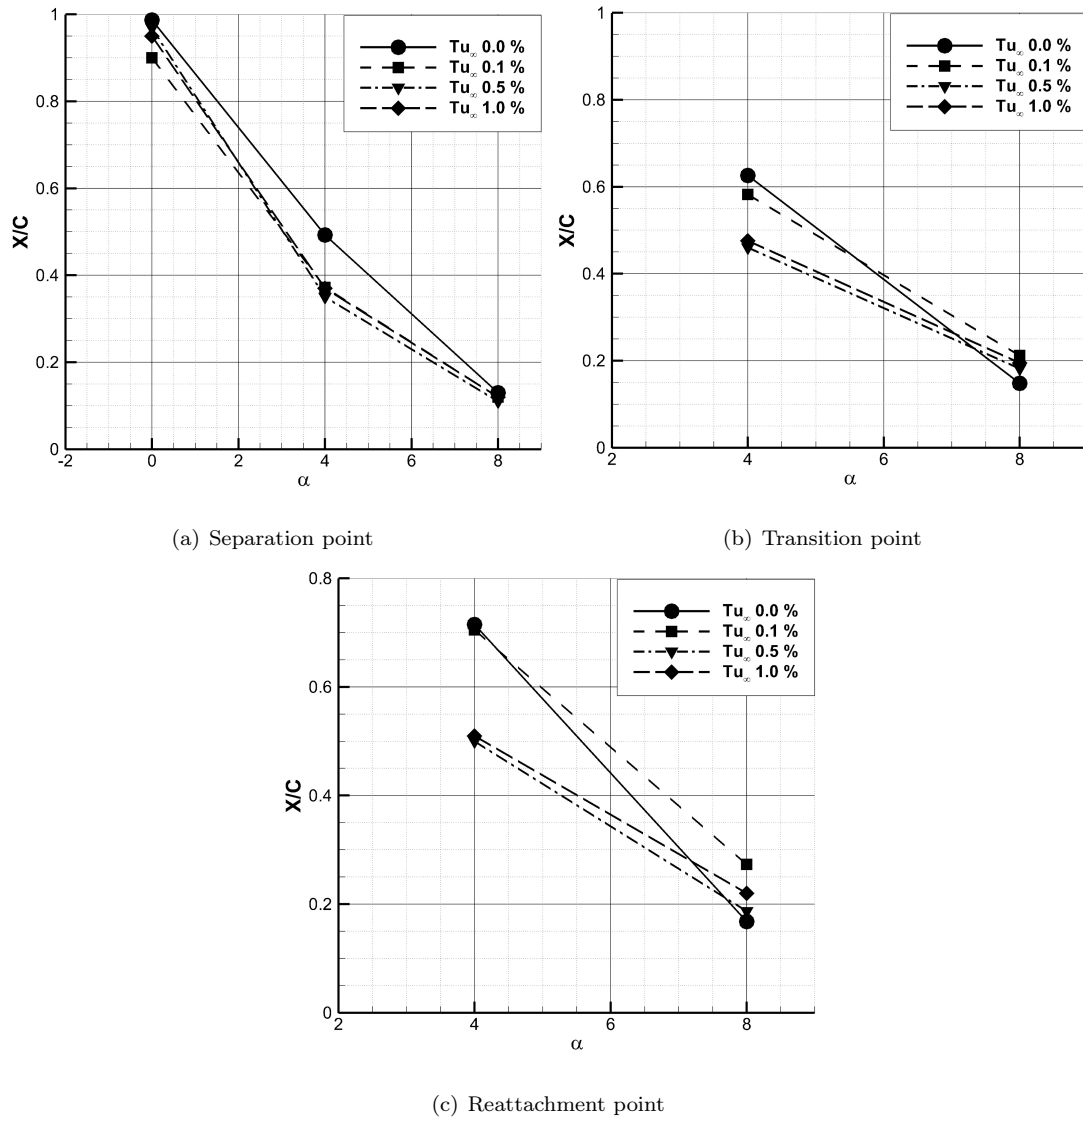 1
0.8
0.6
0.4
0.2
0
X/C
-2 0 2 4 6 8
α
Tu∞ 0.0 %
Tu∞ 0.1 %
Tu∞ 0.5 %
Tu∞ 1.0 %
(a) Separation point
1
0.8
0.6
0.4
0.2
0
X/C
2 4 6 8
α
Tu∞ 0.0 %
Tu∞ 0.1 %
Tu∞ 0.5 %
Tu∞ 1.0 %
(b) Transition point
0.8
0.6
0.4
0.2
0
X/C
2 4 6 8
α
Tu∞ 0.0 %
Tu∞ 0.1 %
Tu∞ 0.5 %
Tu∞ 1.0 %
(c) Reattachment point